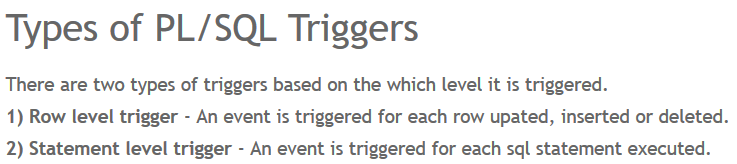 Types of PL/SQL Triggers
There are two types of triggers based on the which level it is triggered.
1) Row level trigger - An event is triggered for each row upated, inserted or deleted.
2) Statement level trigger - An event is triggered for each sql statement executed.